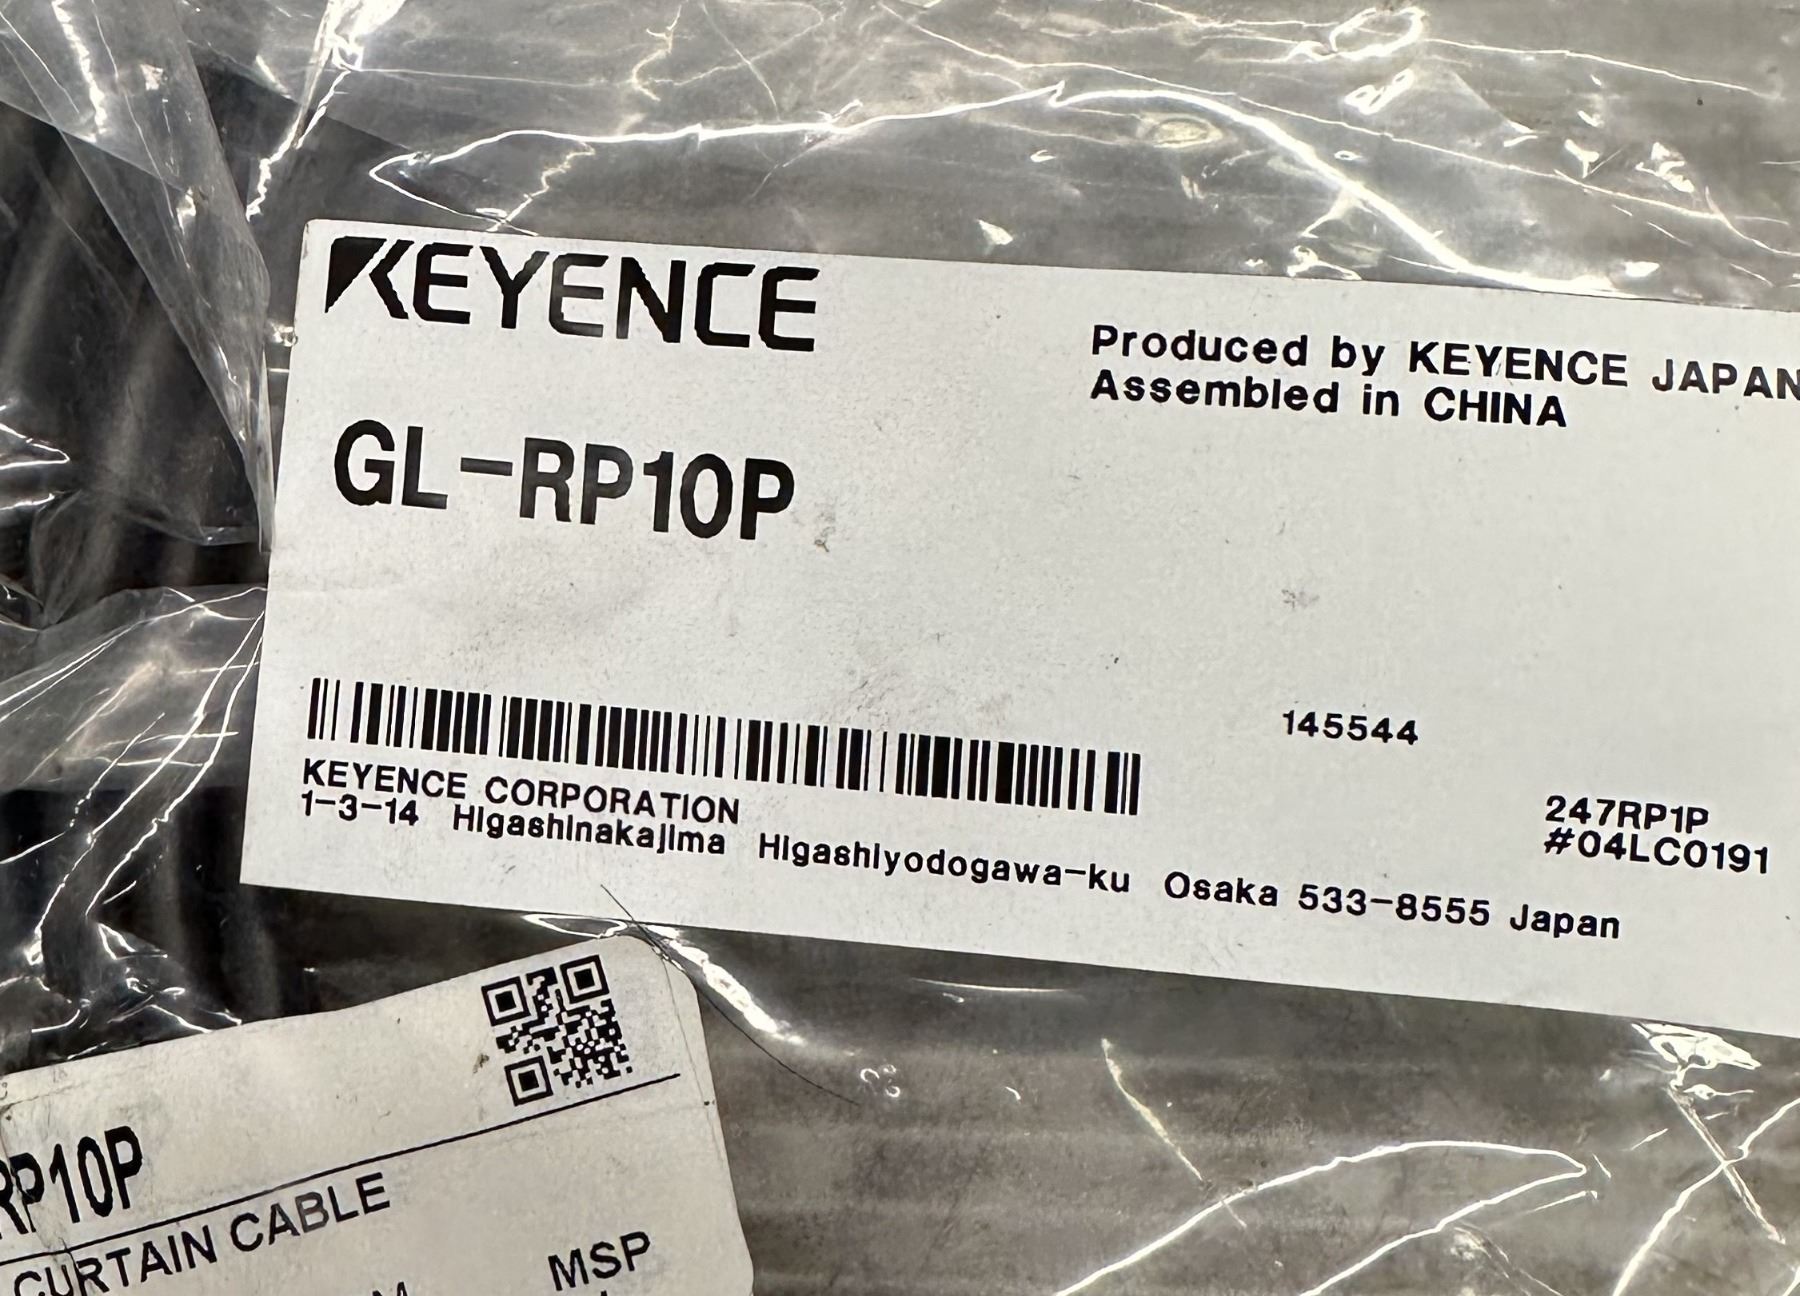 KEYENCE
Produced by KEYENCE JAPAN
Assembled in CHINA
GL-RP10P
145544
247RP1P
#04LC0191
KEYENCE CORPORATION
1-3-14 Higashinakajima Higashiyodogawa-ku Osaka 533-8555 Japan
RP10P
CURTAIN CABLE
MSP